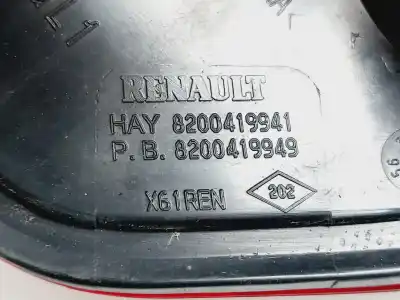 RENAULT
HAY 8200419941
P.B. 8200419949
X61REN
202